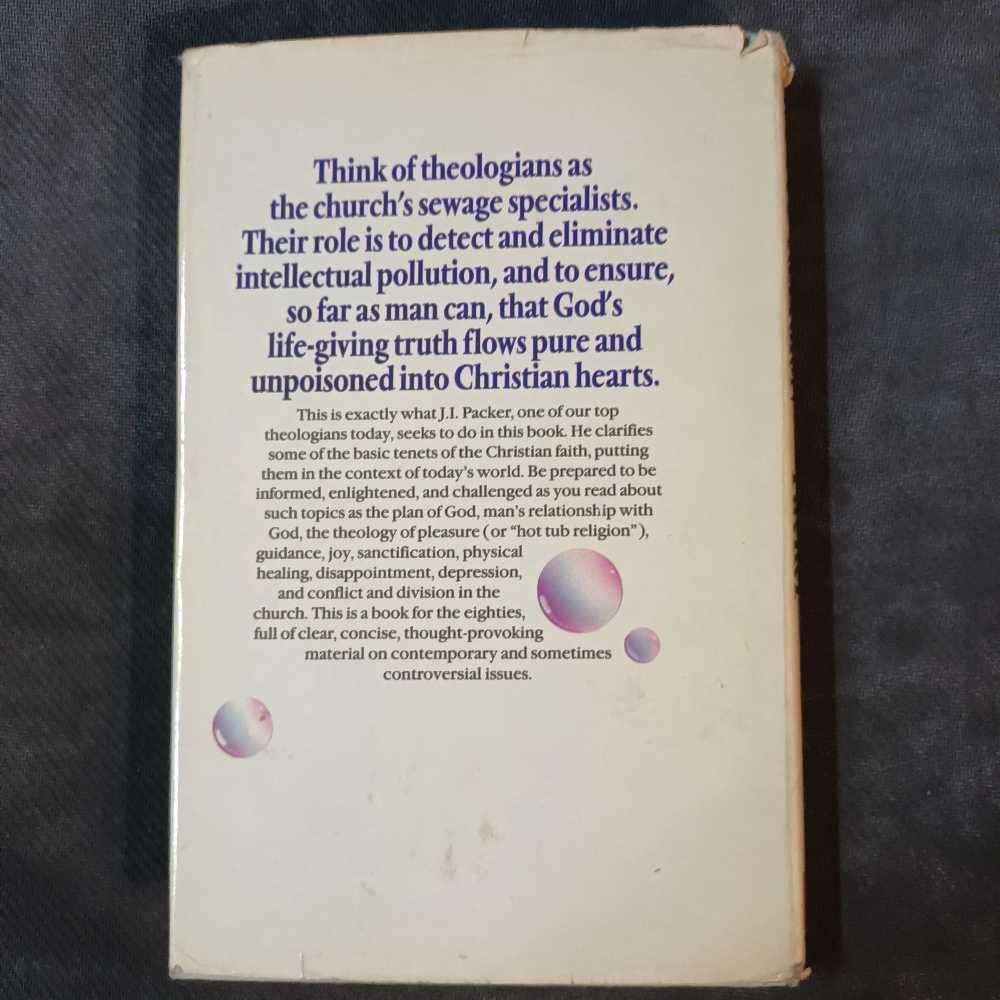 Think of theologians as
the church's sewage specialists.
Their role is to detect and eliminate
intellectual pollution, and to ensure,
so far as man can, that God's
life-giving truth flows pure and
unpoisoned into Christian hearts.
This is exactly what J.I. Packer, one of our top
theologians today, seeks to do in this book. He clarifies
some of the basic tenets of the Christian faith, putting
them in the context of today's world. Be prepared to be
informed, enlightened, and challenged as you read about
such topics as the plan of God, man's relationship with
God, the theology of pleasure (or "hot tub religion"),
guidance, joy, sanctification, physical
healing, disappointment, depression,
and conflict and division in the
church. This is a book for the eighties,
full of clear, concise, thought-provoking
material on contemporary and sometimes
controversial issues.